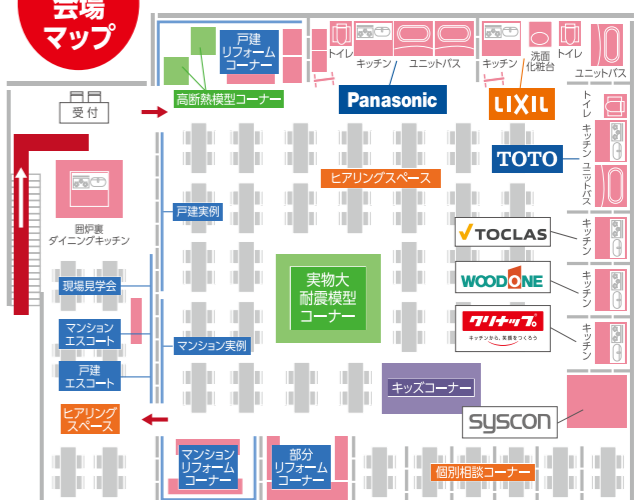 会場
マップ
受付
戸建
リフォーム
コーナー
高断熱模型コーナー
トイレ
キッチン
ユニットバス
Panasonic
キッチン
洗面
化粧台
トイレ
ユニットバス
LIXIL
トイレ
キッチン
ユニットバス
TOTO
ヒアリングスペース
囲炉裏
ダイニングキッチン
戸建実例
TOCLAS
キッチン
現場見学会
実物大
耐震模型
コーナー
WOODONE
キッチン
マンション
エスコート
マンション実例
クリナップ
キッチンから、笑顔をつくろう
キッチン
戸建
エスコート
キッズコーナー
ヒアリング
スペース
syscon
マンション
リフォーム
コーナー
部分
リフォーム
コーナー
個別相談コーナー